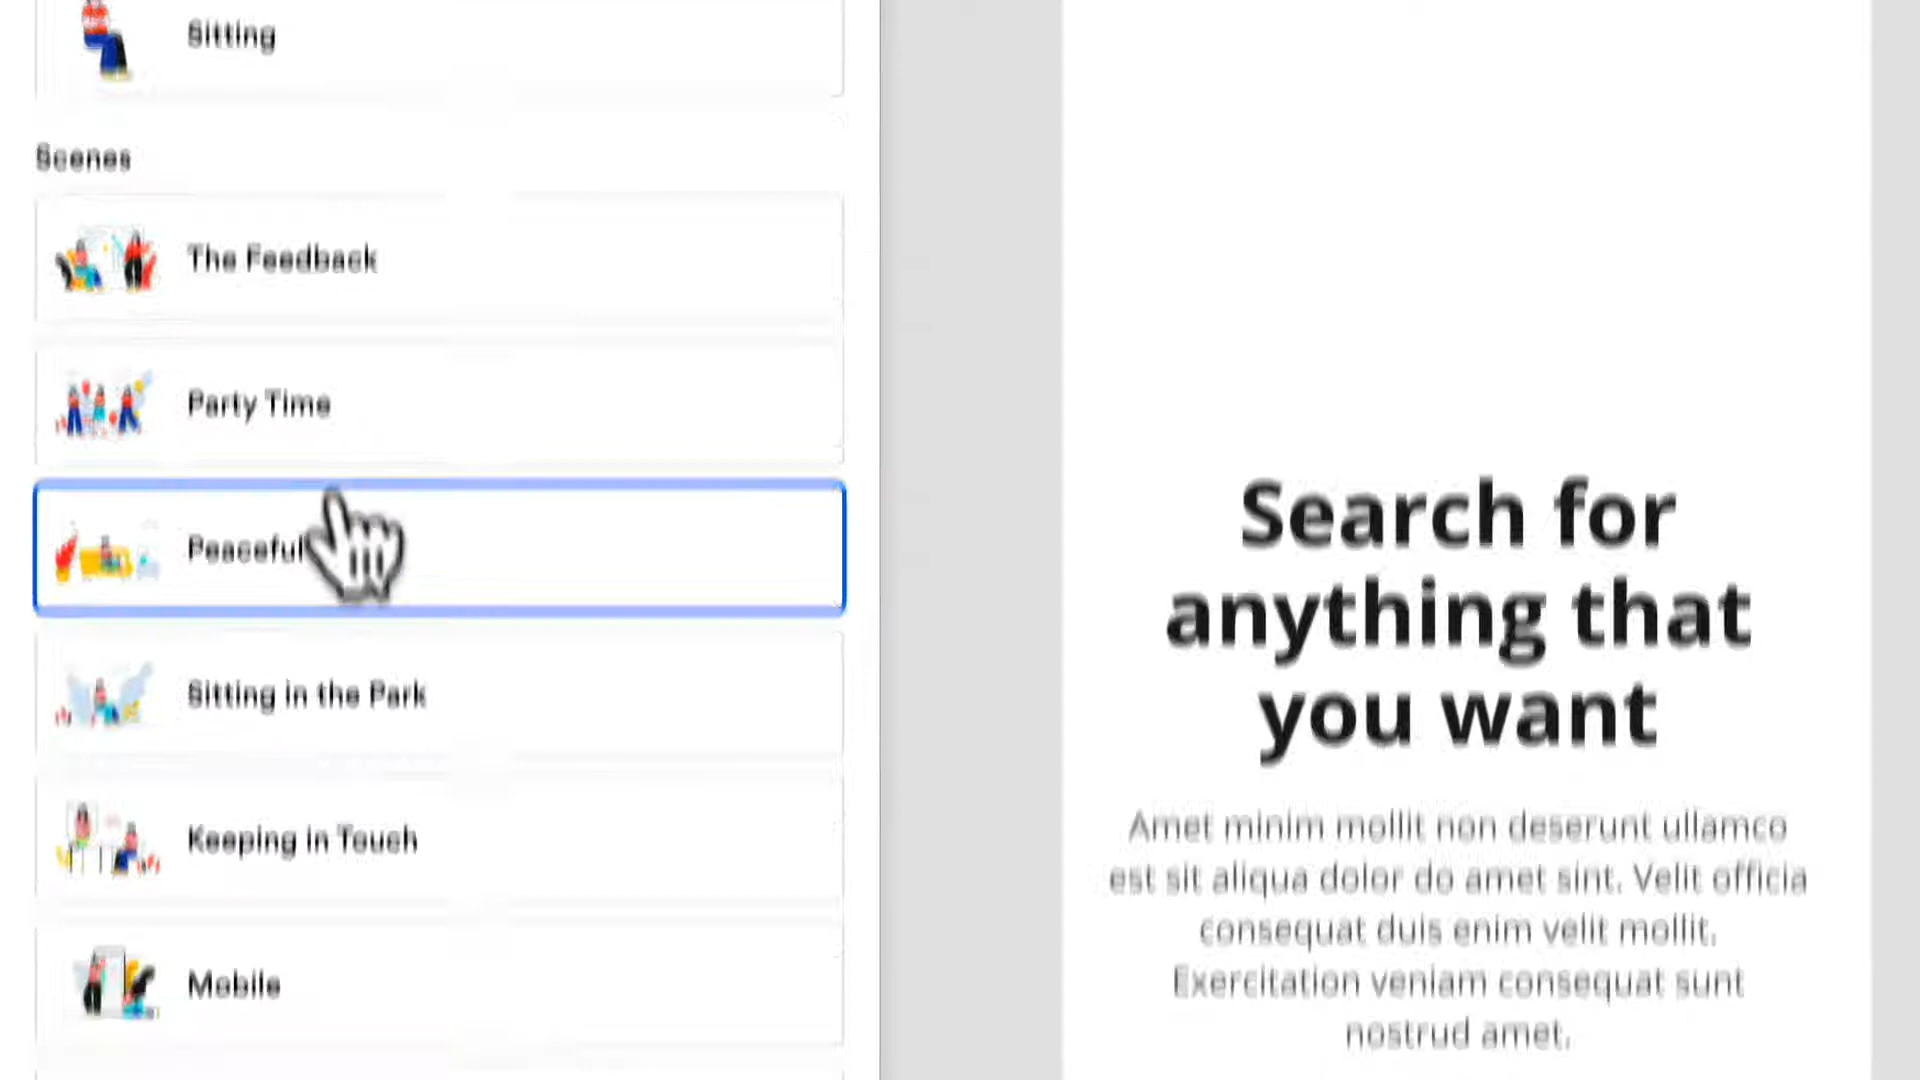 Sitting
Scenes
The Feedback
Party Time
Peaceful
Sitting in the Park
Keeping in Touch
Mobile
Search for
anything that
you want
Amet minim mollit non deserunt ullamco
est sit aliqua dolor do amet sint. Velit officia
consequat duis enim velit mollit.
Exercitation veniam consequat sunt
nostrud amet.